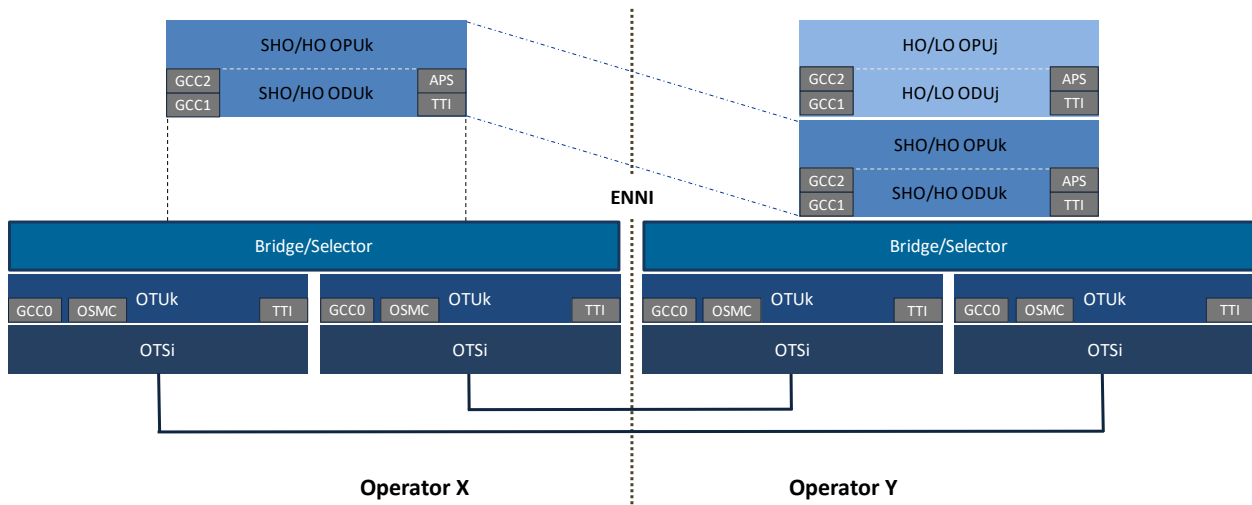 SHO/HO OPUk
GCC2
APS
SHO/HO ODUk
GCC1
TTI
HO/LO OPUj
GCC2
APS
HO/LO ODUj
GCC1
TTI
SHO/HO OPUk
GCC2
APS
SHO/HO ODUk
GCC1
TTI
ENNI
Bridge/Selector
Bridge/Selector
OTUk
GCC0
OSMC
TTI
OTUk
GCC0
OSMC
TTI
OTUk
GCC0
OSMC
TTI
OTUk
GCC0
OSMC
TTI
OTSi
OTSi
OTSi
OTSi
Operator X
Operator Y